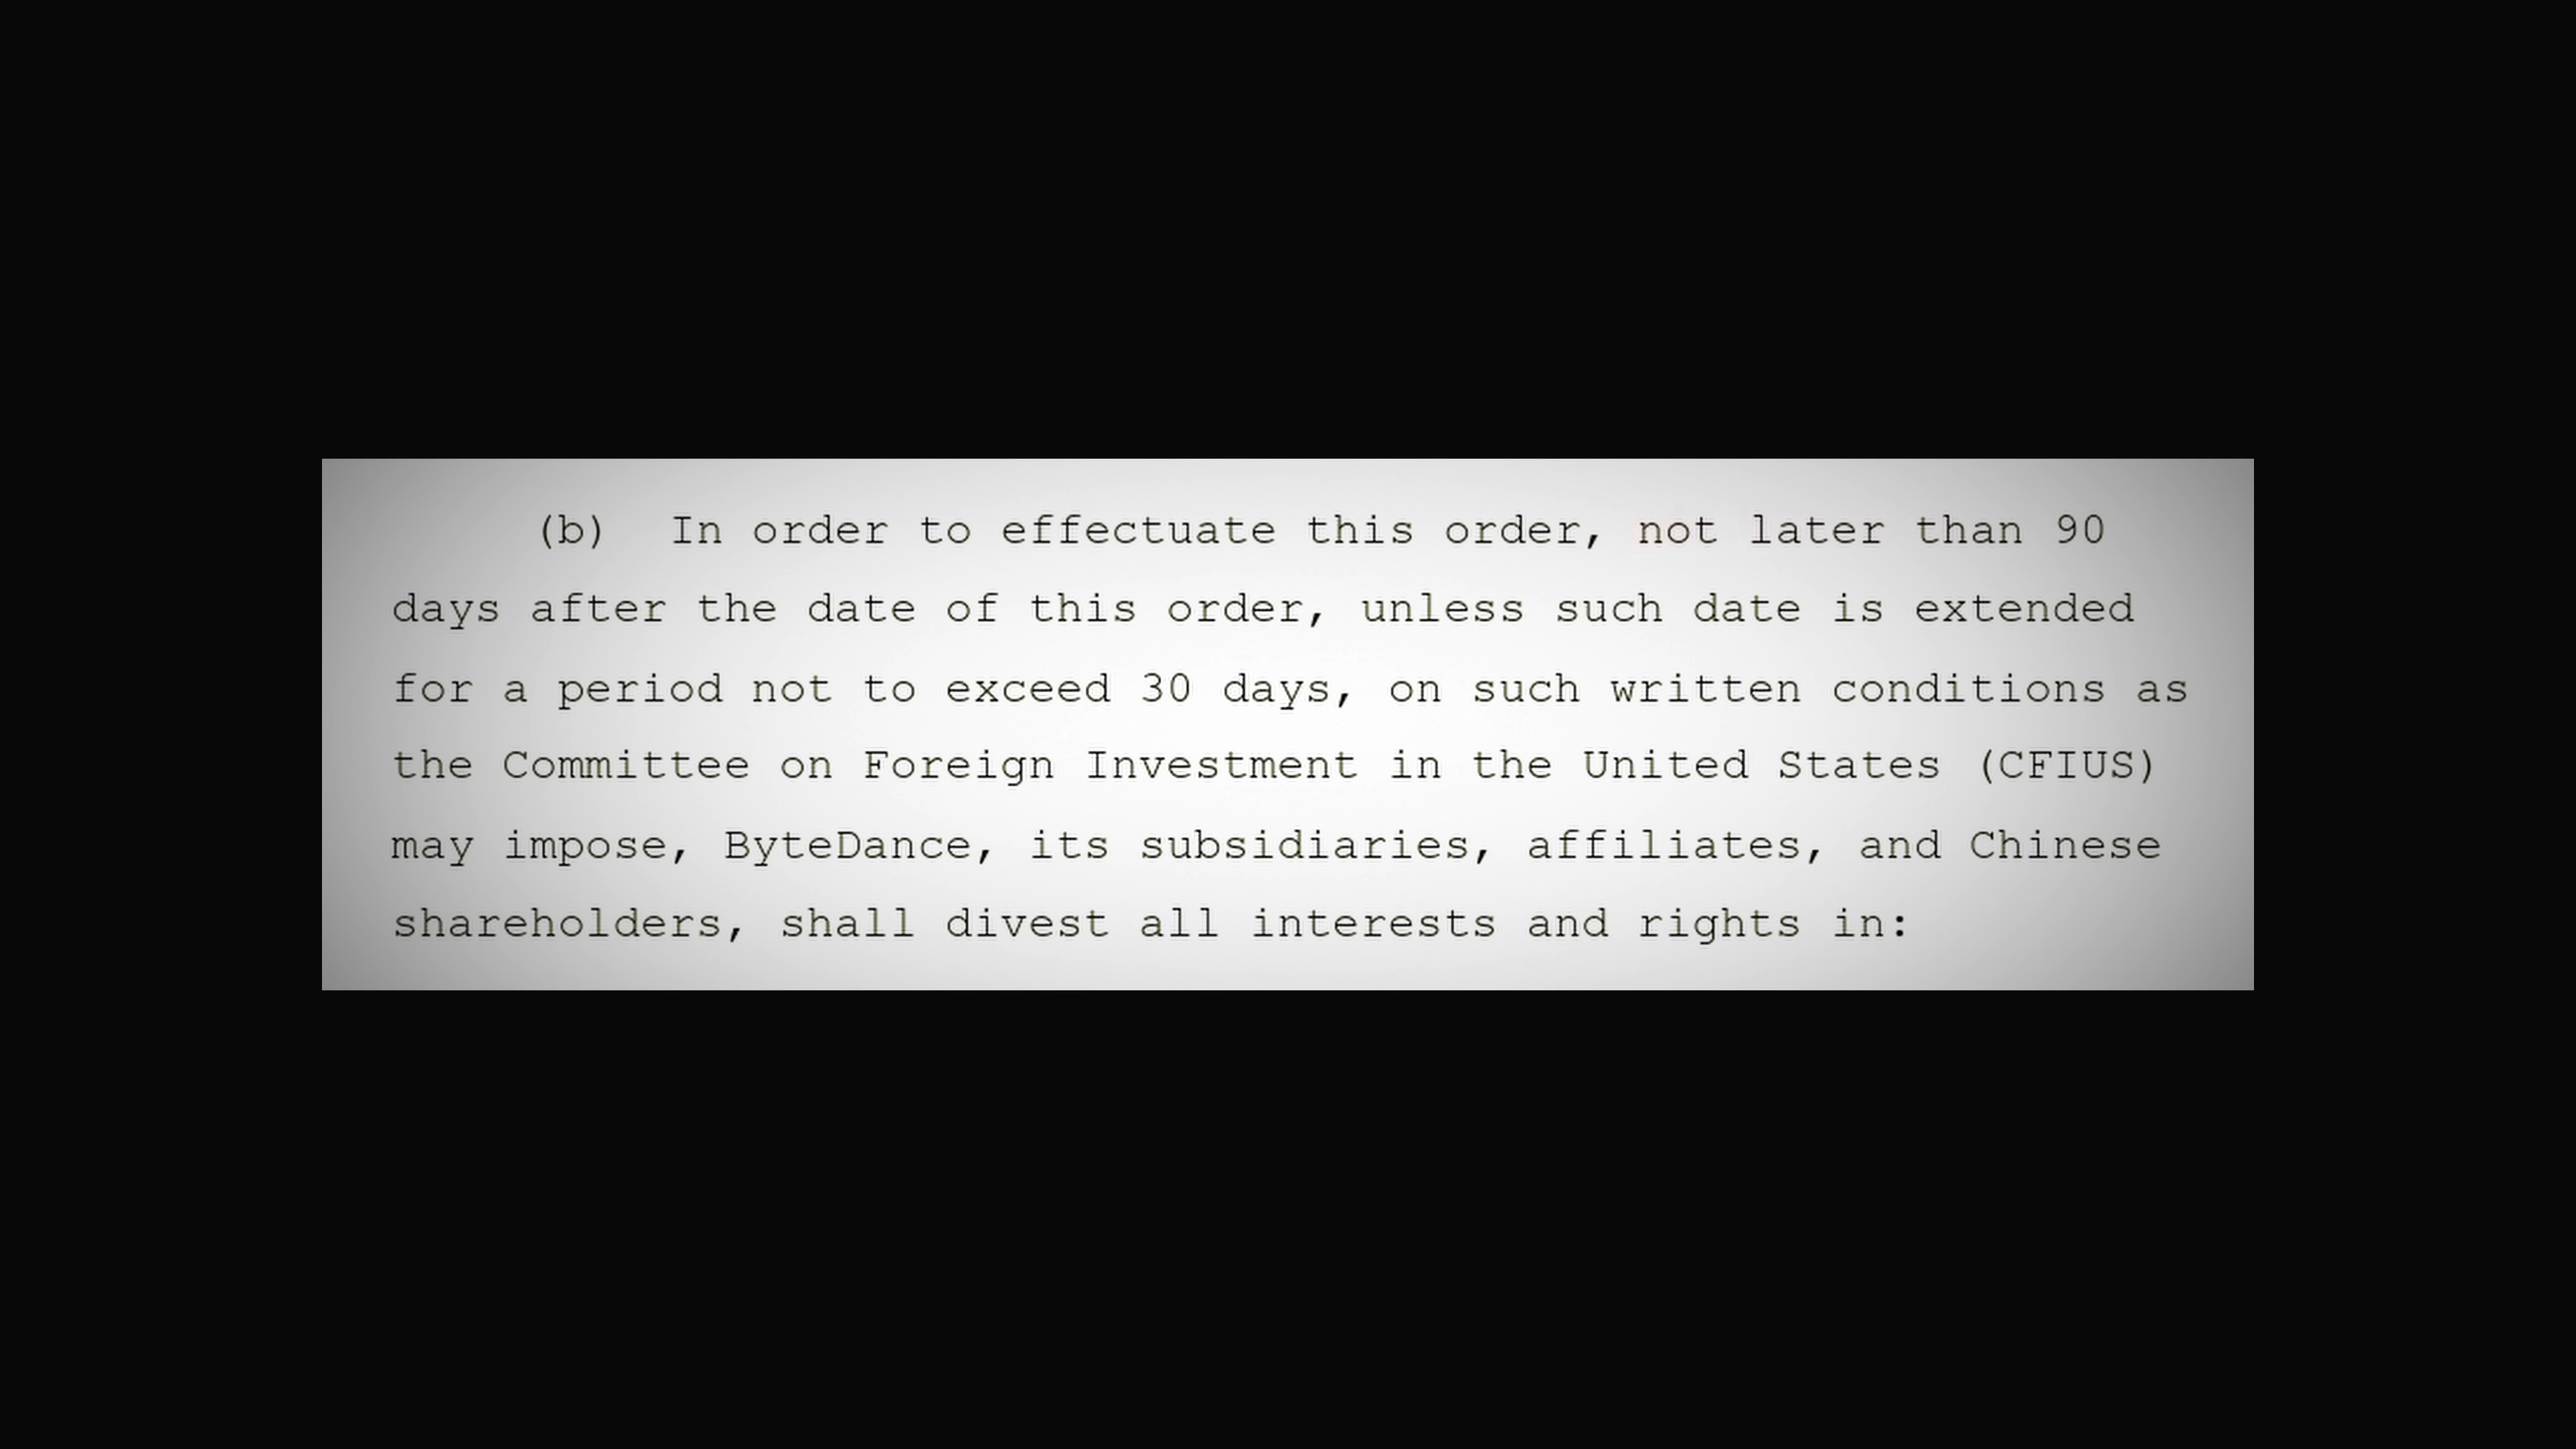 (b) In order to effectuate this order, not later than 90
days after the date of this order, unless such date is extended
for a period not to exceed 30 days, on such written conditions as
the Committee on Foreign Investment in the United States (CFIUS)
may impose, ByteDance, its subsidiaries, affiliates, and Chinese
shareholders, shall divest all interests and rights in: